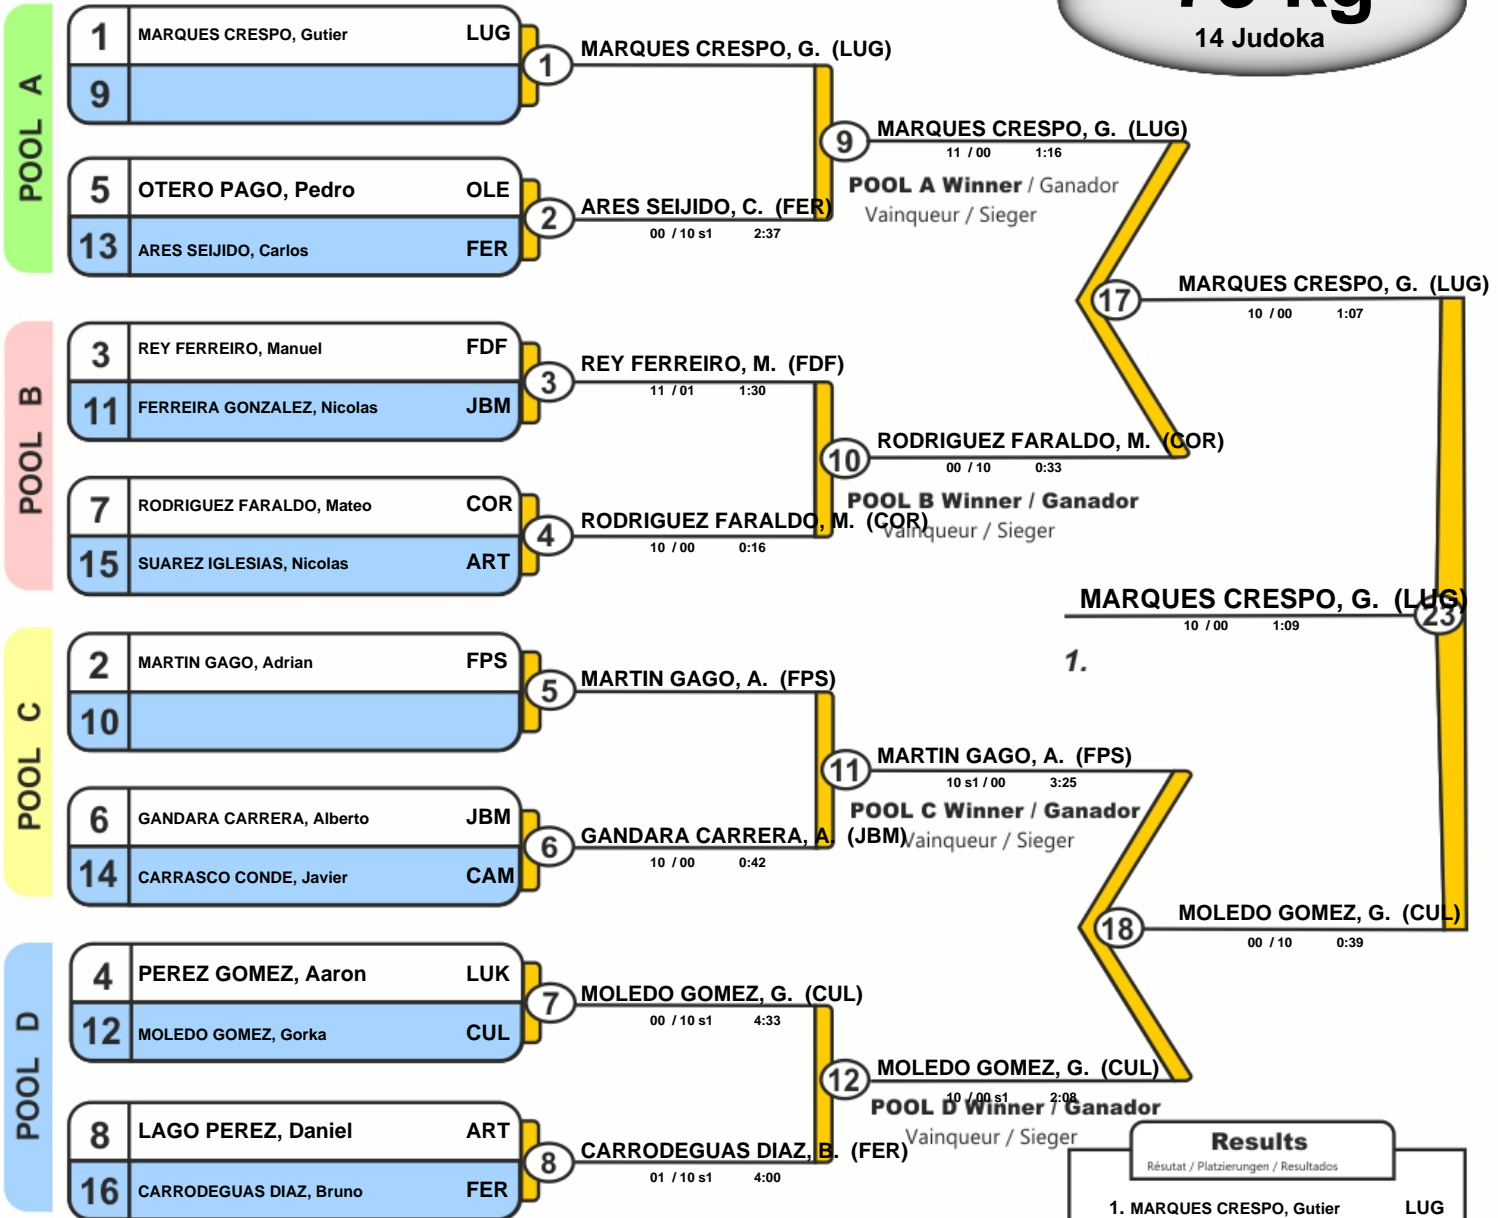 14 Judoka
POOL A
1 MARQUES CRESPO, Gutier LUG
9
1
MARQUES CRESPO, G. (LUG)
5 OTERO PAGO, Pedro OLE
13 ARES SEIJIDO, Carlos FER
2
ARES SEIJIDO, C. (FER)
00 / 10 s1 2:37
9
MARQUES CRESPO, G. (LUG)
11 / 00 1:16
POOL A Winner / Ganador
Vainqueur / Sieger
POOL B
3 REY FERREIRO, Manuel FDF
11 FERREIRA GONZALEZ, Nicolas JBM
3
REY FERREIRO, M. (FDF)
11 / 01 1:30
7 RODRIGUEZ FARALDO, Mateo COR
15 SUAREZ IGLESIAS, Nicolas ART
4
RODRIGUEZ FARALDO, M. (COR)
10 / 00 0:16
10
RODRIGUEZ FARALDO, M. (COR)
00 / 10 0:33
POOL B Winner / Ganador
Vainqueur / Sieger
17
MARQUES CRESPO, G. (LUG)
10 / 00 1:07
POOL C
2 MARTIN GAGO, Adrian FPS
10
5
MARTIN GAGO, A. (FPS)
6 GANDARA CARRERA, Alberto JBM
14 CARRASCO CONDE, Javier CAM
6
GANDARA CARRERA, A. (JBM)
10 / 00 0:42
11
MARTIN GAGO, A. (FPS)
10 s1 / 00 3:25
POOL C Winner / Ganador
Vainqueur / Sieger
POOL D
4 PEREZ GOMEZ, Aaron LUK
12 MOLEDO GOMEZ, Gorka CUL
7
MOLEDO GOMEZ, G. (CUL)
00 / 10 s1 4:33
8 LAGO PEREZ, Daniel ART
16 CARRODEGUAS DIAZ, Bruno FER
8
CARRODEGUAS DIAZ, B. (FER)
01 / 10 s1 4:00
12
MOLEDO GOMEZ, G. (CUL)
10 / 00 s1 2:08
POOL D Winner / Ganador
Vainqueur / Sieger
18
MOLEDO GOMEZ, G. (CUL)
00 / 10 0:39
MARQUES CRESPO, G. (LUG)
23
10 / 00 1:09
1.
Results
Résutat / Platzierungen / Resultados
1. MARQUES CRESPO, Gutier LUG